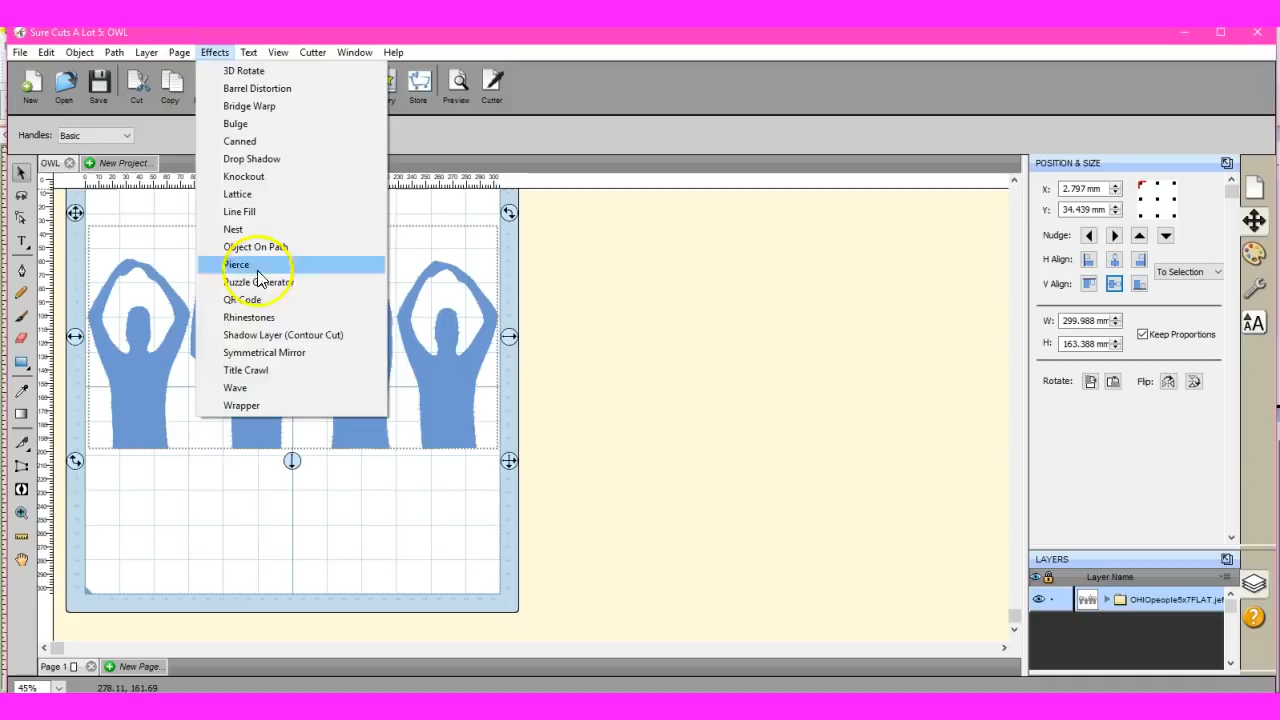 Sure Cuts A Lot 5: OWL
File Edit Object Path Layer Page Effects Text View Cutter Window Help
New Open Save Cut Copy Store Preview Cutter
Handles: Basic
3D Rotate
Barrel Distortion
Bridge Warp
Bulge
Canned
Drop Shadow
Knockout
Lattice
Line Fill
Nest
Object On Path
Pierce
Puzzle Generator
QR Code
Rhinestones
Shadow Layer (Contour Cut)
Symmetrical Mirror
Title Crawl
Wave
Wrapper
OWL New Project...
POSITION & SIZE
X: 2.797 mm
Y: 34.439 mm
Nudge:
H Align:
To Selection
V Align:
W: 299.988 mm
Keep Proportions
H: 163.388 mm
Rotate: Flip:
LAYERS
Layer Name
OHIOpeople5x7FLAT.jef
Page 1 New Page...
45% 278.11, 161.69